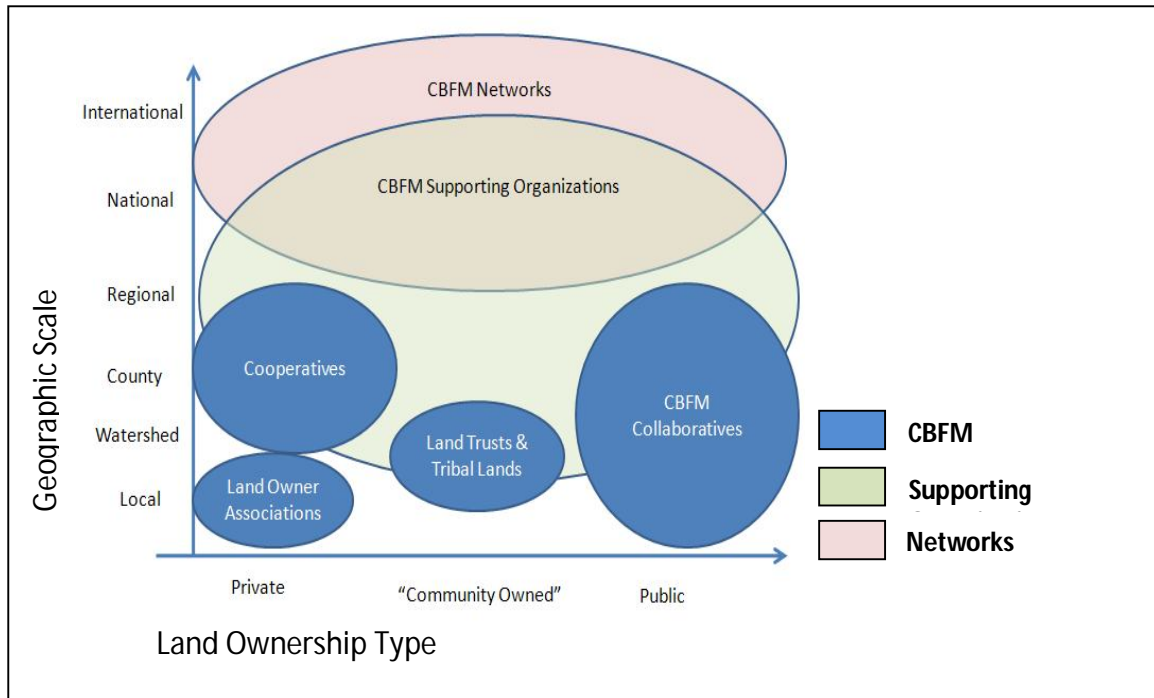 CBFM Networks
International
CBFM Supporting Organizations
National
Regional
Geographic Scale
Cooperatives
County
CBFM
Collaboratives
Watershed
Land Trusts &
Tribal Lands
Local
Land Owner
Associations
CBFM
Supporting
Networks
Private
"Community Owned"
Public
Land Ownership Type